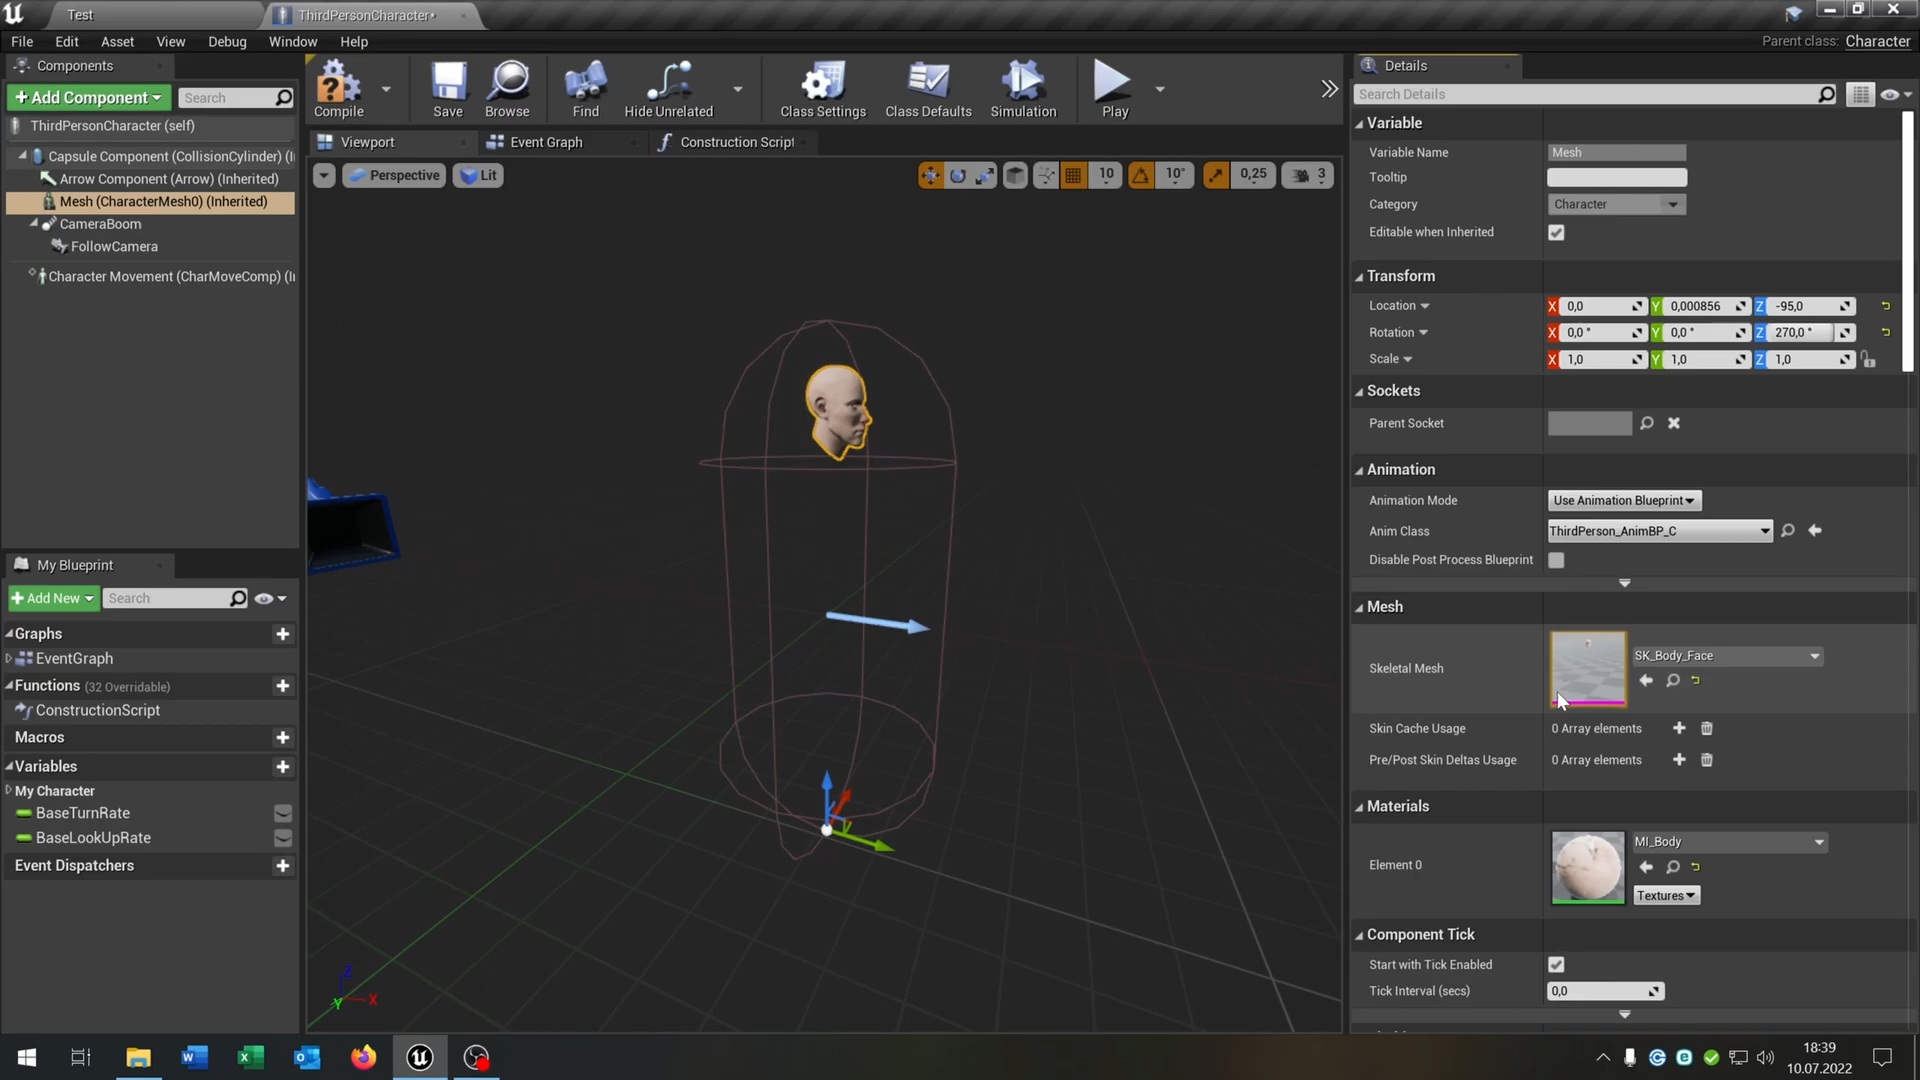 Test
ThirdPersonCharacter*
File Edit Asset View Debug Window Help
Parent class: Character
Components
+ Add Component
Search
ThirdPersonCharacter (self)
Capsule Component (CollisionCylinder) (I
Arrow Component (Arrow) (Inherited)
Mesh (CharacterMesh0) (Inherited)
CameraBoom
FollowCamera
Character Movement (CharMoveComp) (I
My Blueprint
+ Add New
Search
Graphs
EventGraph
Functions (32 Overridable)
ConstructionScript
Macros
Variables
My Character
BaseTurnRate
BaseLookUpRate
Event Dispatchers
Compile Save Browse Find Hide Unrelated Class Settings Class Defaults Simulation Play
Viewport Event Graph Construction Script
Perspective Lit 10 10° 0,25 3
Z
Y X
Details
Search Details
Variable
Variable Name Mesh
Tooltip
Category Character
Editable when Inherited
Transform
Location X 0,0 Y 0,000856 Z -95,0
Rotation X 0,0 ° Y 0,0 ° Z 270,0 °
Scale X 1,0 Y 1,0 Z 1,0
Sockets
Parent Socket
Animation
Animation Mode Use Animation Blueprint
Anim Class ThirdPerson_AnimBP_C
Disable Post Process Blueprint
Mesh
Skeletal Mesh SK_Body_Face
Skin Cache Usage 0 Array elements
Pre/Post Skin Deltas Usage 0 Array elements
Materials
Element 0 MI_Body
Textures
Component Tick
Start with Tick Enabled
Tick Interval (secs) 0,0
18:39
10.07.2022